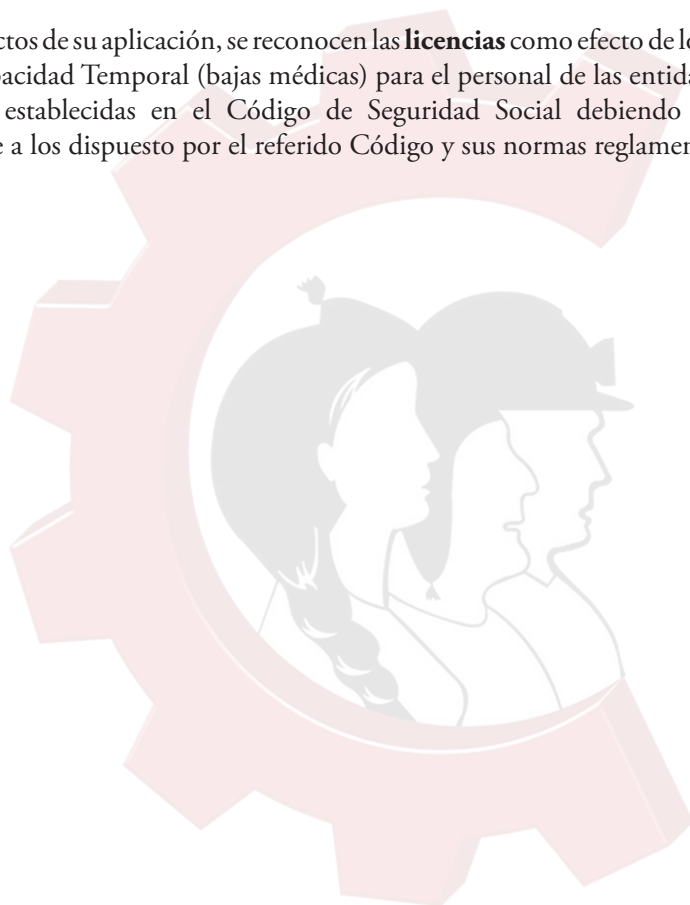 ctos de su aplicación, se reconocen las licencias como efecto de lo
pacidad Temporal (bajas médicas) para el personal de las entida
establecidas en el Código de Seguridad Social debiendo
e a los dispuesto por el referido Código y sus normas reglamen